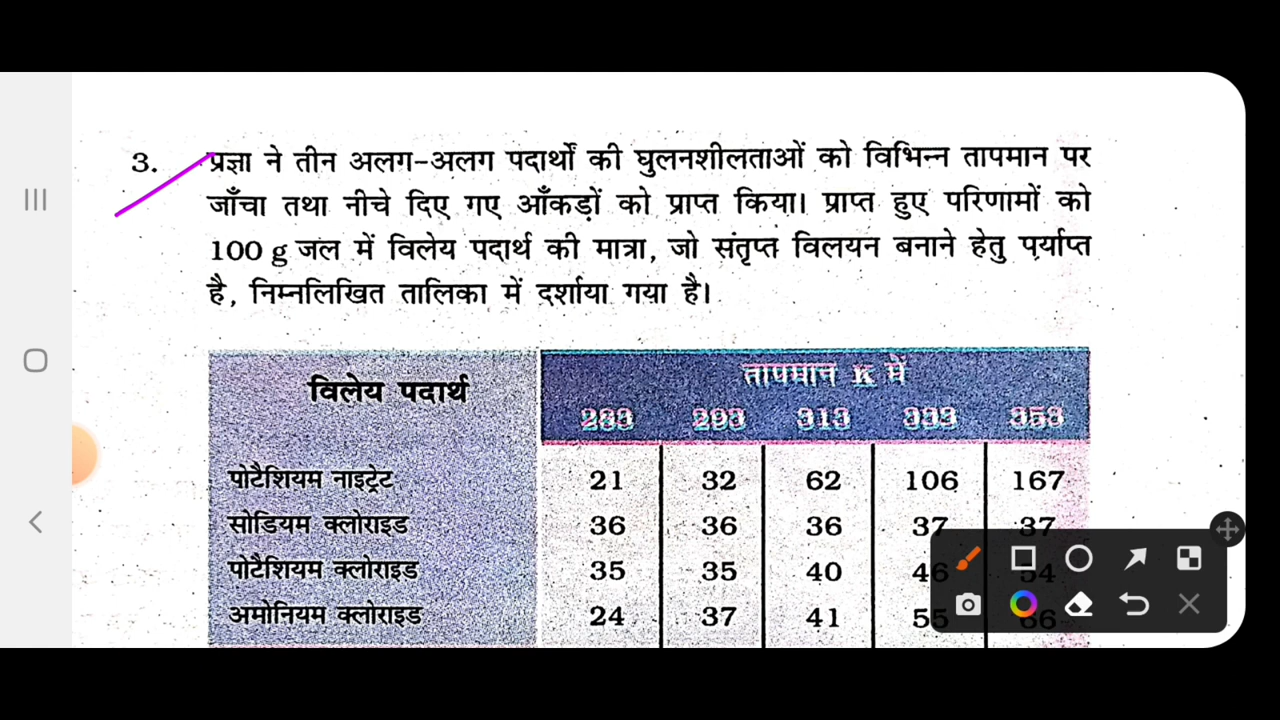 3. प्रज्ञा ने तीन अलग-अलग पदार्थों की घुलनशीलताओं को विभिन्न तापमान पर
जाँचा तथा नीचे दिए गए आँकड़ों को प्राप्त किया। प्राप्त हुए परिणामों को
100 g जल में विलेय पदार्थ की मात्रा, जो संतृप्त विलयन बनाने हेतु पर्याप्त
है, निम्नलिखित तालिका में दर्शाया गया है।
विलेय पदार्थ तापमान K में
283 293 313 333 353
पोटैशियम नाइट्रेट 21 32 62 106 167
सोडियम क्लोराइड 36 36 36 37 37
पोटैशियम क्लोराइड 35 35 40 46 54
अमोनियम क्लोराइड 24 37 41 55 66